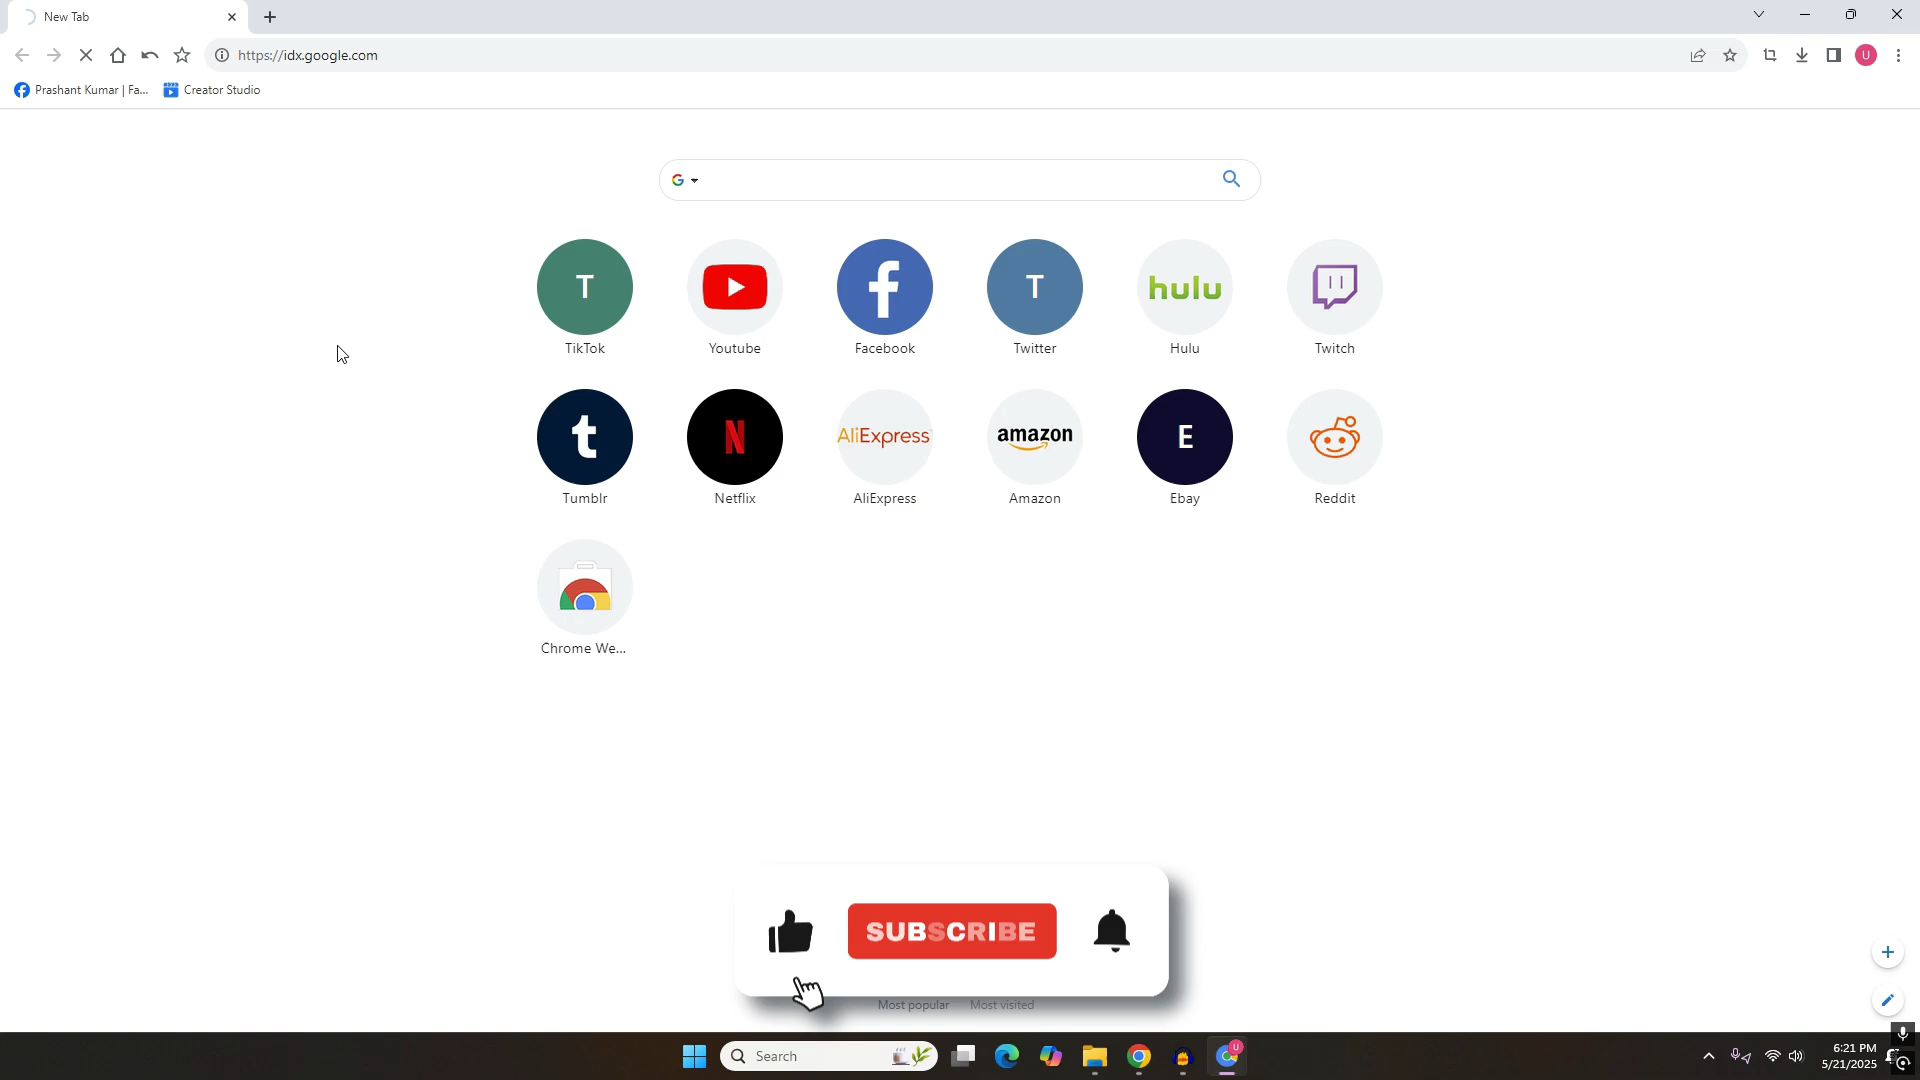 New Tab
https://idx.google.com
U
Prashant Kumar | Fa...
Creator Studio
G
T
hulu
T
TikTok
Youtube
Facebook
Twitter
Hulu
Twitch
t
N
AliExpress
amazon
E
Tumblr
Netflix
AliExpress
Amazon
Ebay
Reddit
Chrome We...
SUBSCRIBE
Most popular
Most visited
Search
U
6:21 PM
5/21/2025